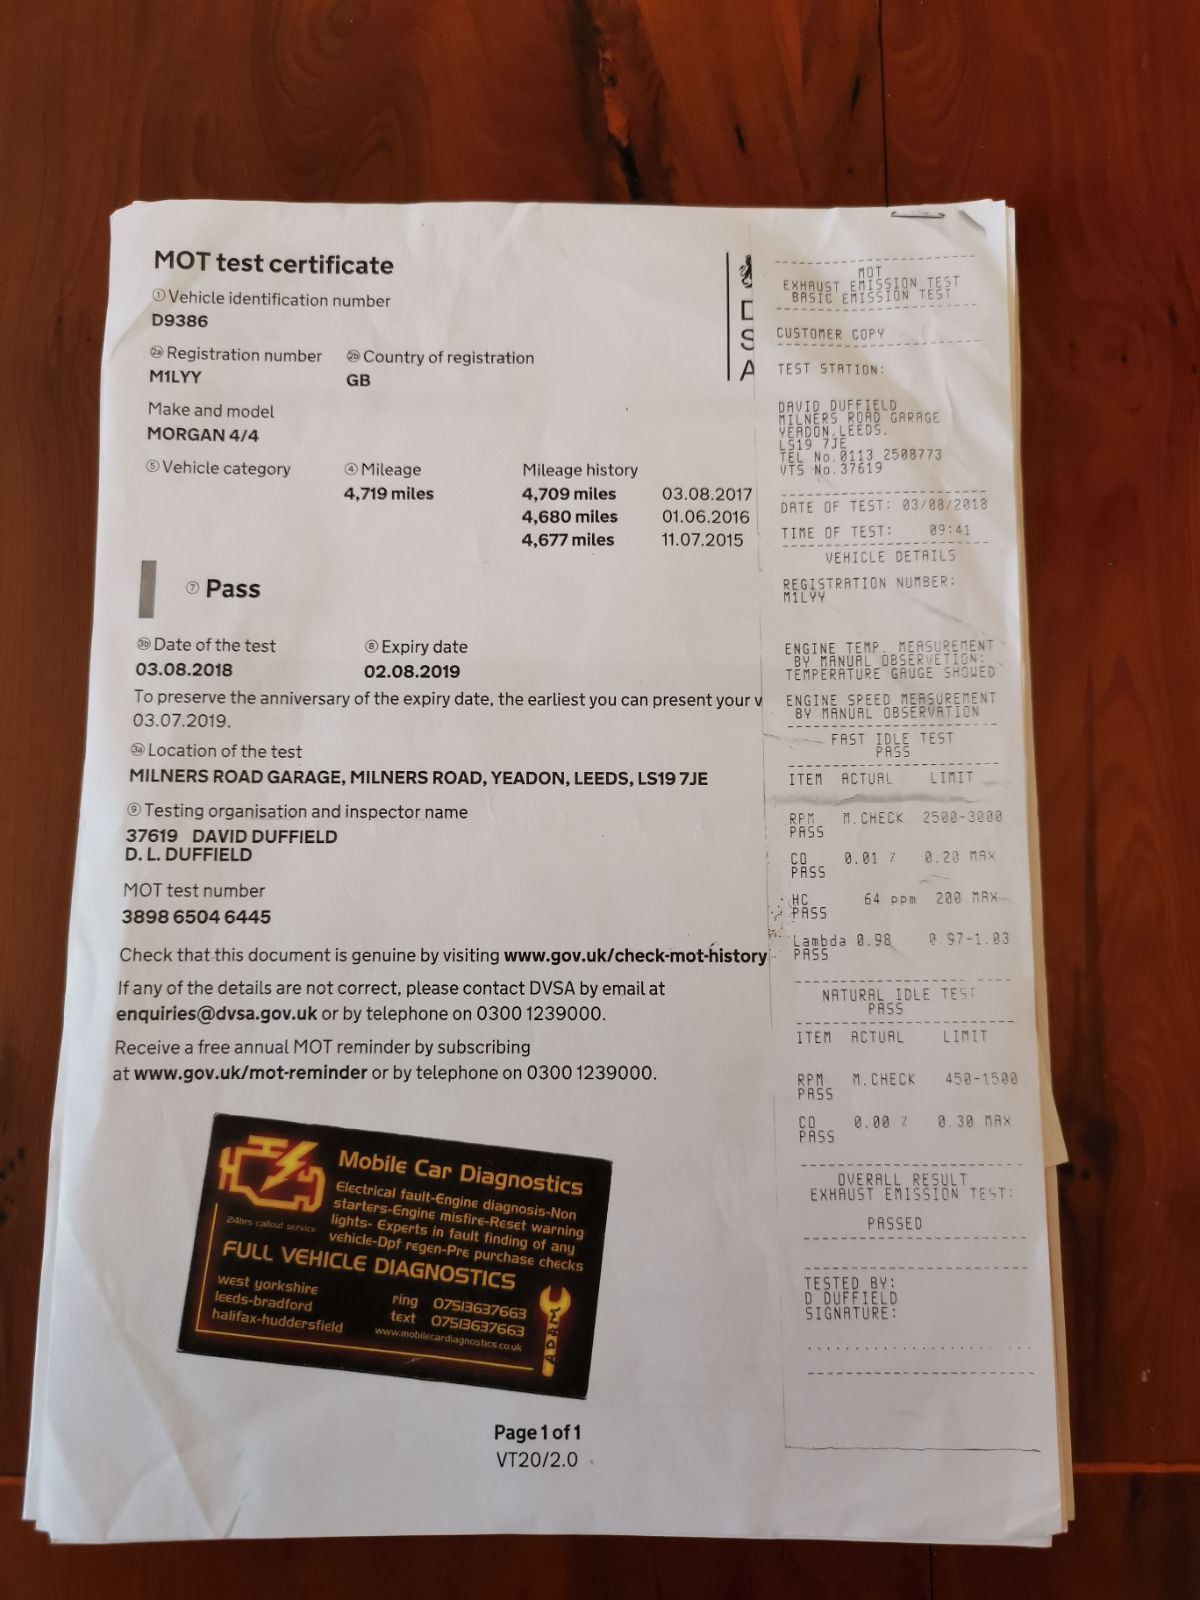 MOT test certificate
① Vehicle identification number
D9386
2a Registration number 2b Country of registration
M1LYY GB
Make and model
MORGAN 4/4
⑤ Vehicle category ④ Mileage Mileage history
4,719 miles 4,709 miles 03.08.2017
4,680 miles 01.06.2016
4,677 miles 11.07.2015
⑦ Pass
3b Date of the test ⑧ Expiry date
03.08.2018 02.08.2019
To preserve the anniversary of the expiry date, the earliest you can present your v
03.07.2019.
3a Location of the test
MILNERS ROAD GARAGE, MILNERS ROAD, YEADON, LEEDS, LS19 7JE
⑨ Testing organisation and inspector name
37619 DAVID DUFFIELD
D. L. DUFFIELD
MOT test number
3898 6504 6445
Check that this document is genuine by visiting www.gov.uk/check-mot-history
If any of the details are not correct, please contact DVSA by email at
enquiries@dvsa.gov.uk or by telephone on 0300 1239000.
Receive a free annual MOT reminder by subscribing
at www.gov.uk/mot-reminder or by telephone on 0300 1239000.
Mobile Car Diagnostics
Electrical fault-Engine diagnosis-Non
starters-Engine misfire-Reset warning
lights- Experts in fault finding of any
vehicle-Dpf regen-Pre purchase checks
24hrs callout service
FULL VEHICLE DIAGNOSTICS
west yorkshire
leeds-bradford
halifax-huddersfield
ring 07513637663
text 07513637663
www.mobilecardiagnostics.co.uk
ADAM
Page 1 of 1
VT20/2.0
D
S
A
MOT
EXHAUST EMISSION TEST
BASIC EMISSION TEST
CUSTOMER COPY
TEST STATION:
DAVID DUFFIELD
MILNERS ROAD GARAGE
YEADON,LEEDS.
LS19 7JE
TEL No.0113 2508773
VTS No.37619
DATE OF TEST: 03/08/2018
TIME OF TEST: 09:41
VEHICLE DETAILS
REGISTRATION NUMBER:
M1LYY
ENGINE TEMP. MEASUREMENT
BY MANUAL OBSERVETION:
TEMPERATURE GAUGE SHOWED
ENGINE SPEED MEASUREMENT
BY MANUAL OBSERVATION
FAST IDLE TEST
PASS
ITEM ACTUAL LIMIT
RPM M.CHECK 2500-3000
PASS
CO 0.01 % 0.20 MAX
PASS
HC 64 ppm 200 MAX
PASS
Lambda 0.98 0.97-1.03
PASS
NATURAL IDLE TEST
PASS
ITEM ACTUAL LIMIT
RPM M.CHECK 450-1500
PASS
CO 0.00 % 0.30 MAX
PASS
OVERALL RESULT
EXHAUST EMISSION TEST:
PASSED
TESTED BY:
D DUFFIELD
SIGNATURE: